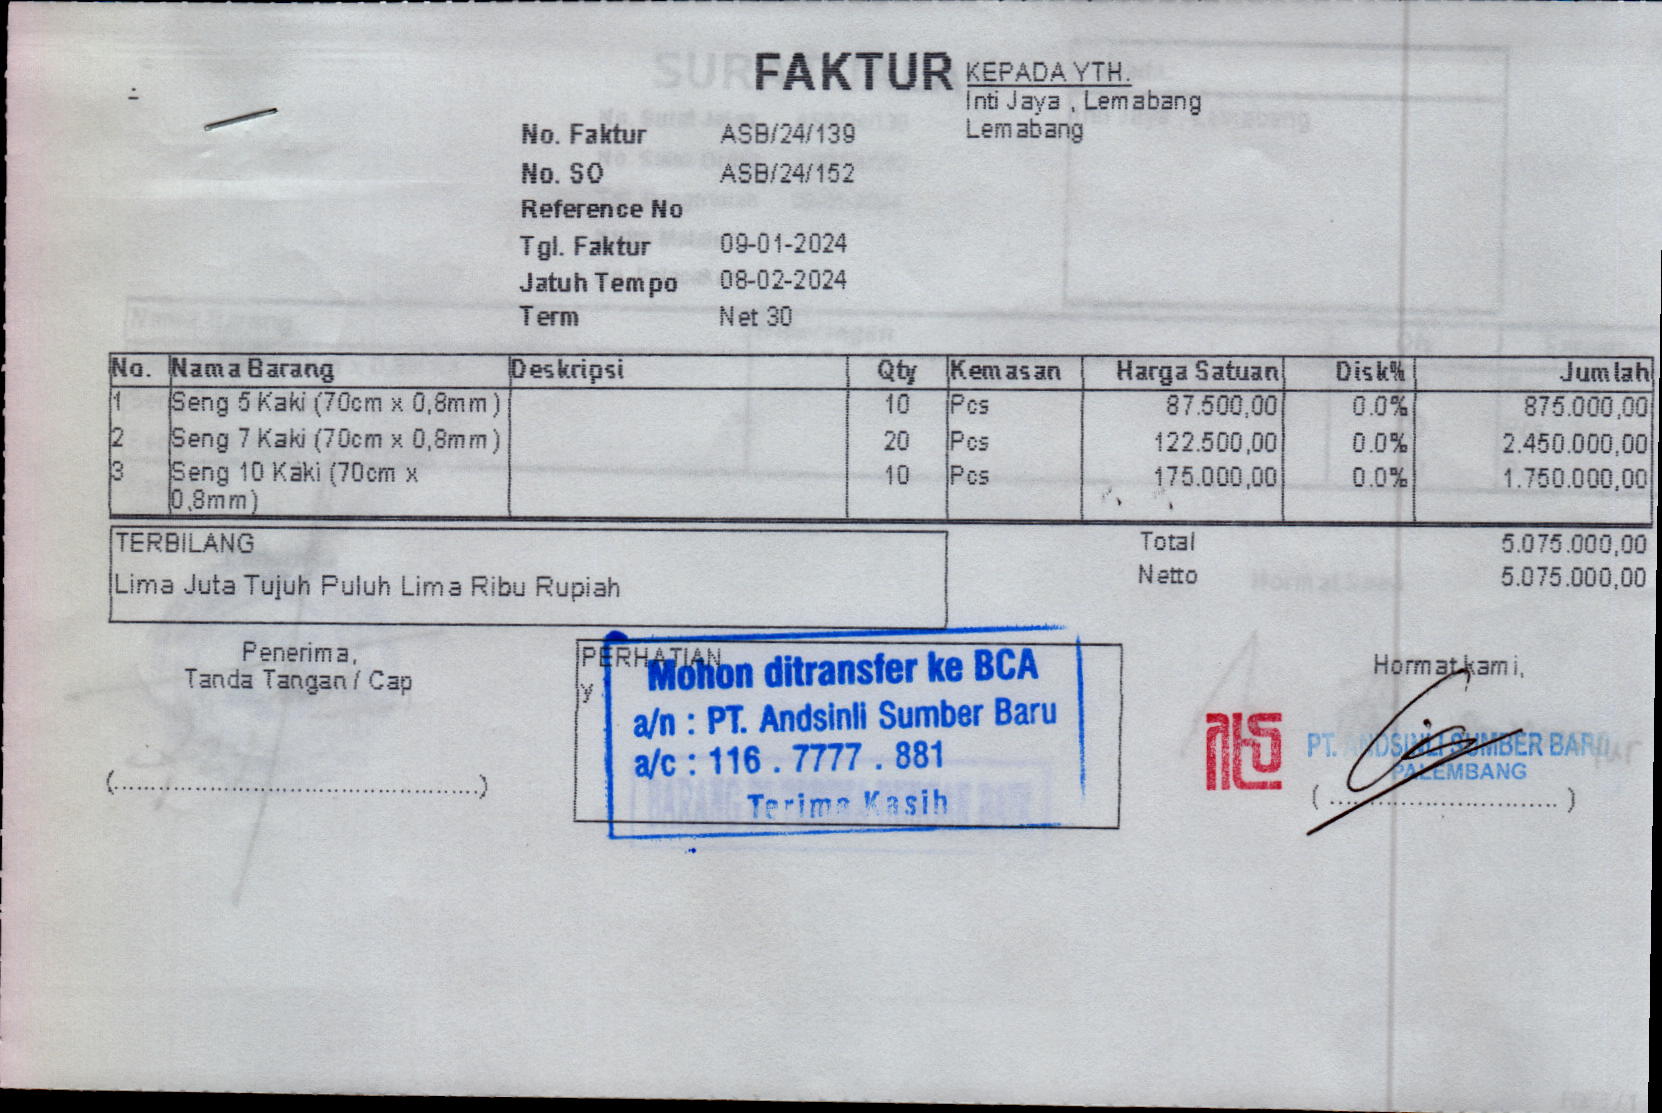 FAKTUR
KEPADA YTH.
Inti Jaya , Lemabang
Lemabang
No. Faktur ASB/24/139
No. SO ASB/24/152
Reference No
Tgl. Faktur 09-01-2024
Jatuh Tempo 08-02-2024
Term Net 30
No. Nama Barang Deskripsi Qty Kemasan Harga Satuan Disk% Jumlah
1 Seng 5 Kaki (70cm x 0,8mm) 10 Pcs 87.500,00 0.0% 875.000,00
2 Seng 7 Kaki (70cm x 0,8mm) 20 Pcs 122.500,00 0.0% 2.450.000,00
3 Seng 10 Kaki (70cm x 10 Pcs 175.000,00 0.0% 1.750.000,00
0,8mm)
TERBILANG
Lima Juta Tujuh Puluh Lima Ribu Rupiah
Total 5.075.000,00
Netto 5.075.000,00
Penerima,
Tanda Tangan / Cap
(................................................)
PERHATIAN
y
Mohon ditransfer ke BCA
a/n : PT. Andsinli Sumber Baru
a/c : 116 . 7777 . 881
Terima Kasih
Hormat kami,
PT. ANDSINLI SUMBER BARU
PALEMBANG
( .............................. )